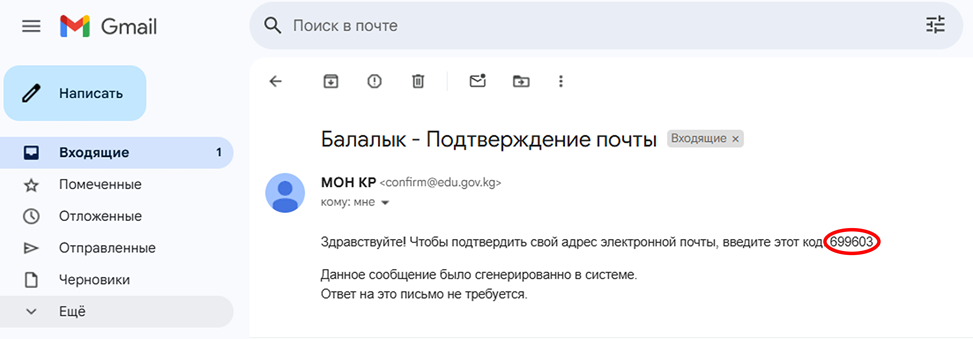 Gmail
Поиск в почте
Написать
Входящие 1
Помеченные
Отложенные
Отправленные
Черновики
Ещё
Балалык - Подтверждение почты Входящие ×
МОН КР <confirm@edu.gov.kg>
кому: мне
Здравствуйте! Чтобы подтвердить свой адрес электронной почты, введите этот код 699603
Данное сообщение было сгенерированно в системе.
Ответ на это письмо не требуется.